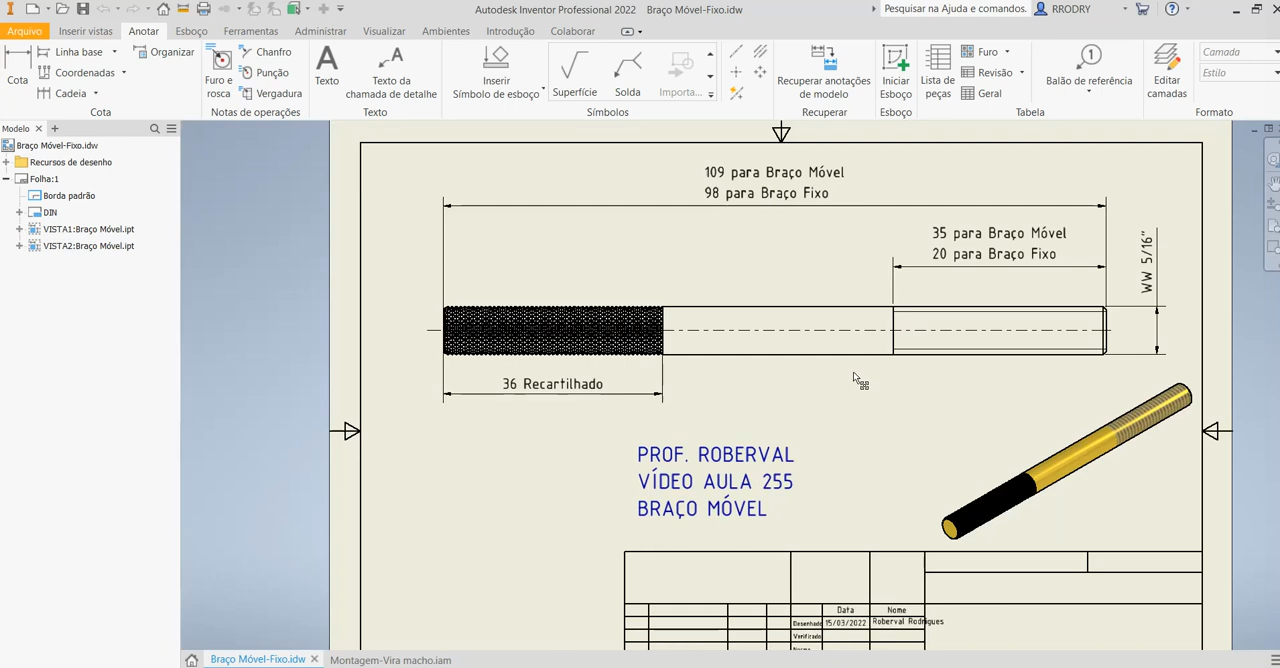 Autodesk Inventor Professional 2022 Braço Móvel-Fixo.idw
Pesquisar na Ajuda e comandos.
RRODRY
Arquivo
Inserir vistas
Anotar
Esboço
Ferramentas
Administrar
Visualizar
Ambientes
Introdução
Colaborar
Cota
Linha base
Coordenadas
Cadeia
Organizar
Cota
Furo e
rosca
Chanfro
Punção
Vergadura
Notas de operações
Texto
Texto da
chamada de detalhe
Texto
Inserir
Símbolo de esboço
Superfície
Solda
Importa...
Símbolos
Recuperar anotações
de modelo
Recuperar
Iniciar
Esboço
Esboço
Lista de
peças
Furo
Revisão
Geral
Balão de referência
Tabela
Editar
camadas
Camada
Estilo
Formato
Modelo
Braço Móvel-Fixo.idw
Recursos de desenho
Folha:1
Borda padrão
DIN
VISTA1:Braço Móvel.ipt
VISTA2:Braço Móvel.ipt
109 para Braço Móvel
98 para Braço Fixo
35 para Braço Móvel
20 para Braço Fixo
WW 5/16"
36 Recartilhado
PROF. ROBERVAL
VÍDEO AULA 255
BRAÇO MÓVEL
Data
Nome
Desenhado
15/03/2022
Roberval Rodrigues
Verificado
Braço Móvel-Fixo.idw
Montagem-Vira macho.iam